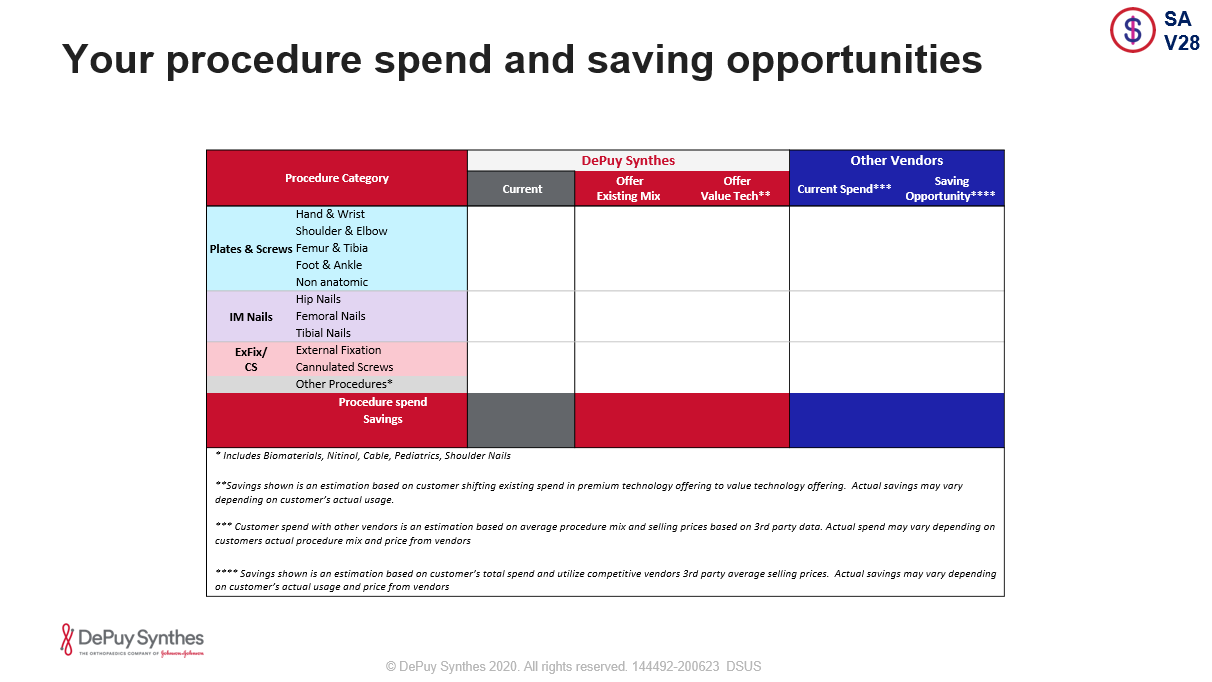 SA
V28
Your procedure spend and saving opportunities
DePuy Synthes
Other Vendors
Procedure Category
Current
Offer
Existing Mix
Offer
Value Tech**
Current Spend***
Saving
Opportunity****
Plates & Screws
Hand & Wrist
Shoulder & Elbow
Femur & Tibia
Foot & Ankle
Non anatomic
IM Nails
Hip Nails
Femoral Nails
Tibial Nails
ExFix/
CS
External Fixation
Cannulated Screws
Other Procedures*
Procedure spend
Savings
* Includes Biomaterials, Nitinol, Cable, Pediatrics, Shoulder Nails
**Savings shown is an estimation based on customer shifting existing spend in premium technology offering to value technology offering.  Actual savings may vary
depending on customer's actual usage.
*** Customer spend with other vendors is an estimation based on average procedure mix and selling prices based on 3rd party data. Actual spend may vary depending on
customers actual procedure mix and price from vendors
**** Savings shown is an estimation based on customer's total spend and utilize competitive vendors 3rd party average selling prices.  Actual savings may vary depending
on customer's actual usage and price from vendors
DePuy Synthes
THE ORTHOPAEDICS COMPANY OF Johnson & Johnson
© DePuy Synthes 2020. All rights reserved. 144492-200623  DSUS